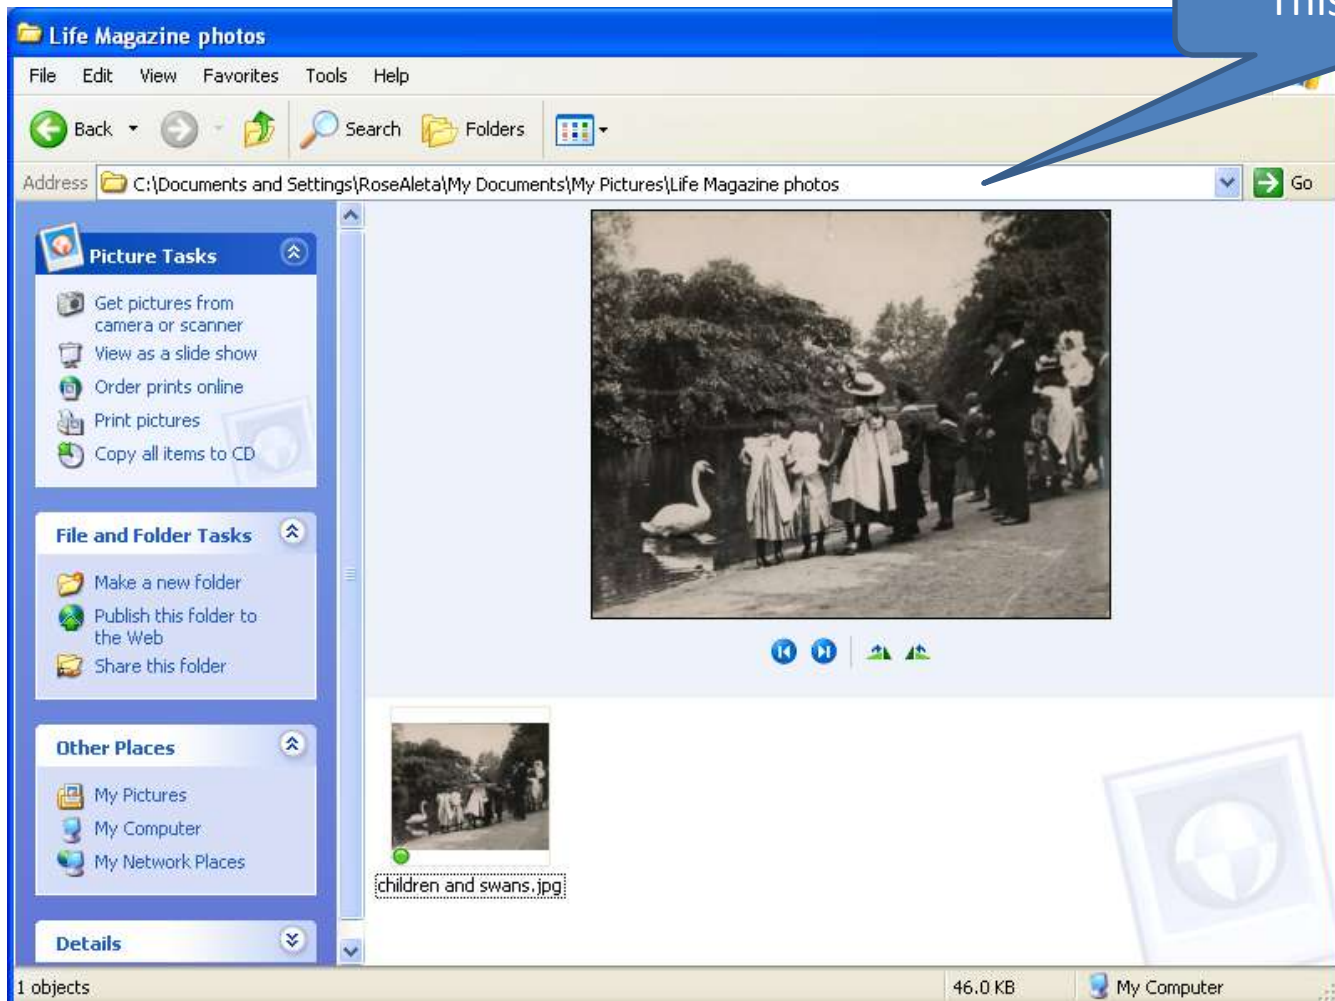 This
Life Magazine photos
File Edit View Favorites Tools Help
Back Search Folders
Address C:\Documents and Settings\RoseAleta\My Documents\My Pictures\Life Magazine photos Go
Picture Tasks
Get pictures from
camera or scanner
View as a slide show
Order prints online
Print pictures
Copy all items to CD
File and Folder Tasks
Make a new folder
Publish this folder to
the Web
Share this folder
Other Places
My Pictures
My Computer
My Network Places
Details
children and swans.jpg
1 objects 46.0 KB My Computer